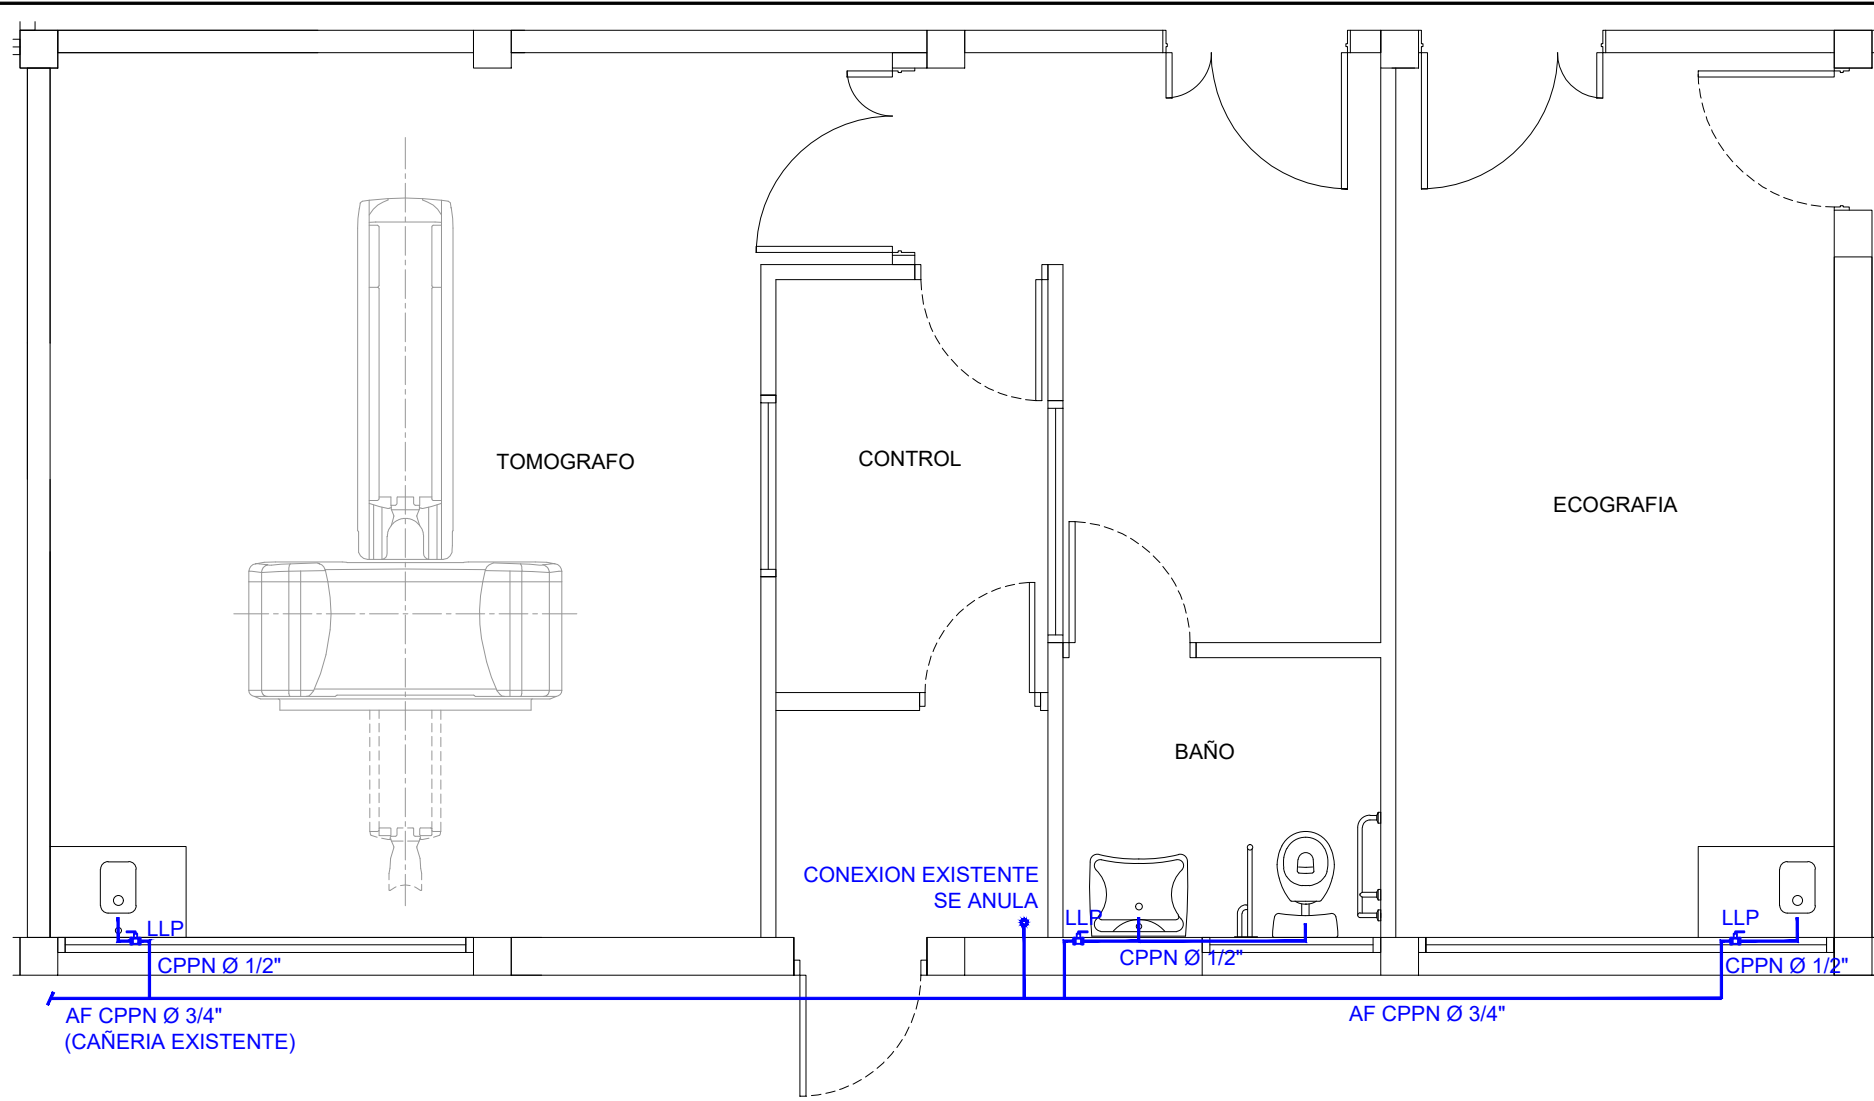 TOMOGRAFO
CONTROL
ECOGRAFIA
BAÑO
CONEXION EXISTENTE
SE ANULA
LLP
LLP
LLP
CPPN Ø 1/2"
CPPN Ø 1/2"
CPPN Ø 1/2"
AF CPPN Ø 3/4"
(CAÑERIA EXISTENTE)
AF CPPN Ø 3/4"